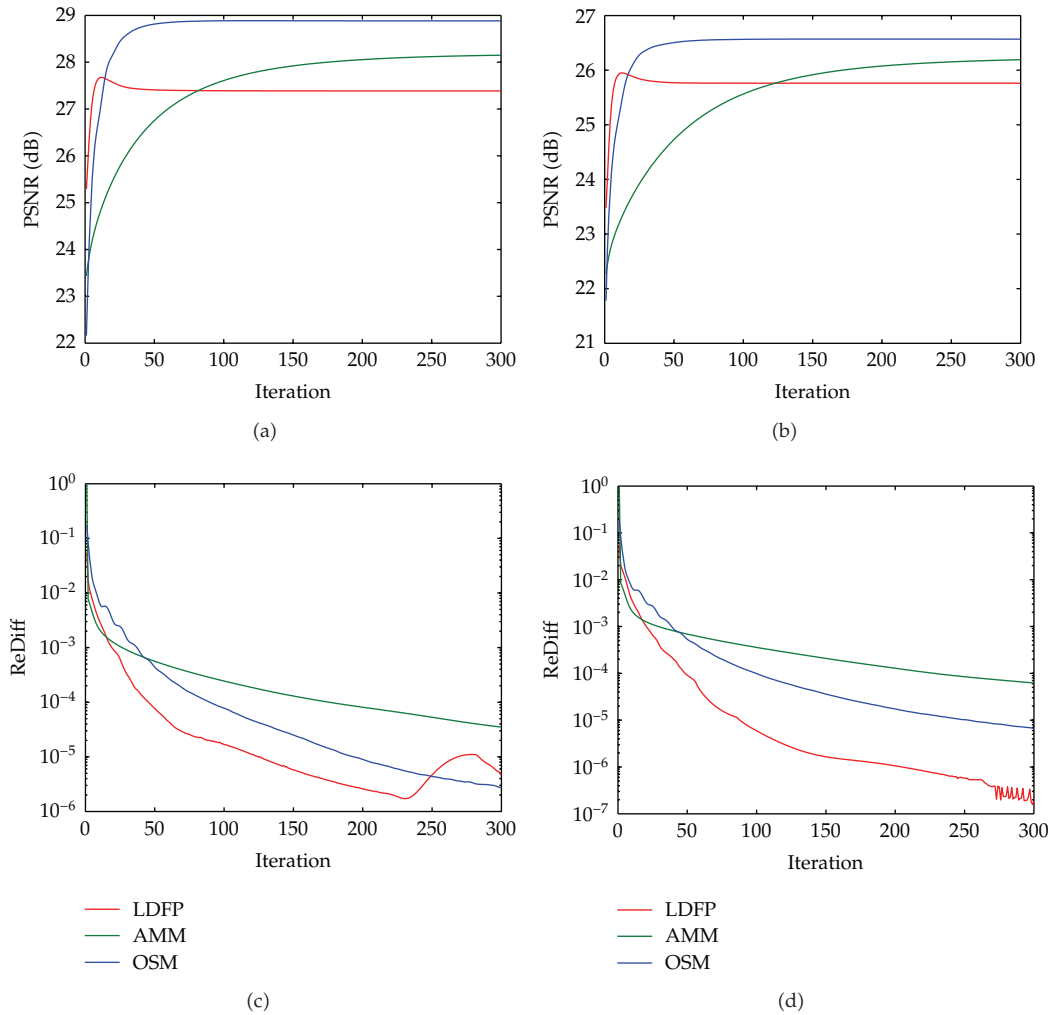 29
28
27
26
25
24
23
22
PSNR (dB)
0 50 100 150 200 250 300
Iteration
(a)
27
26
25
24
23
22
21
PSNR (dB)
0 50 100 150 200 250 300
Iteration
(b)
10^0
10^−1
10^−2
10^−3
10^−4
10^−5
10^−6
ReDiff
0 50 100 150 200 250 300
Iteration
LDFP
AMM
OSM
(c)
10^0
10^−1
10^−2
10^−3
10^−4
10^−5
10^−6
10^−7
ReDiff
0 50 100 150 200 250 300
Iteration
LDFP
AMM
OSM
(d)